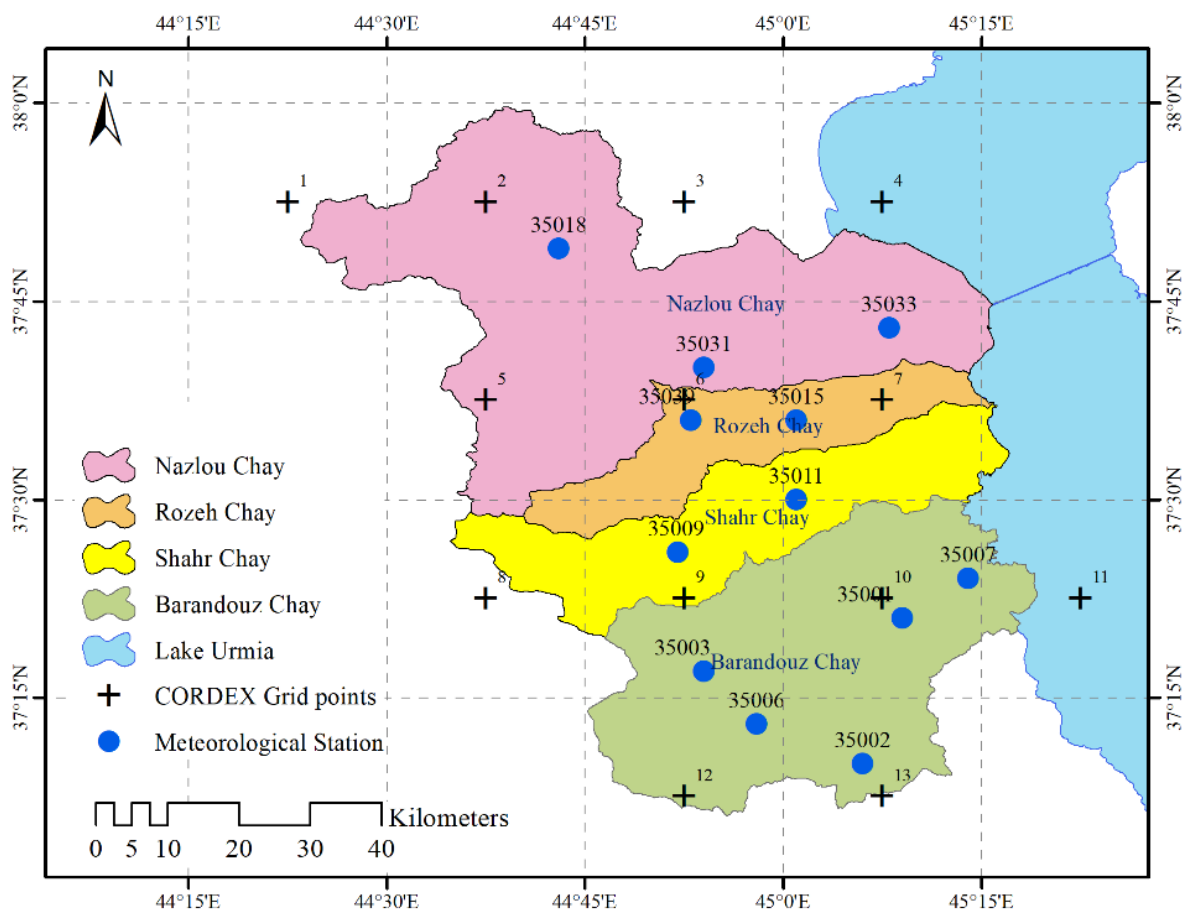 44°15'E 44°30'E 44°45'E 45°0'E 45°15'E
38°0'N 38°0'N
N
1 2 3 4
35018
37°45'N 37°45'N
Nazlou Chay 35033
35031
5 6 7
35015
Rozeh Chay
Nazlou Chay
35011
37°30'N 37°30'N
Rozeh Chay
Shahr Chay
35009
Shahr Chay
35007
8 9 10 11
Barandouz Chay
35003
Lake Urmia
Barandouz Chay
CORDEX Grid points
37°15'N 37°15'N
35006
Meteorological Station
35002
12 13
Kilometers
0 5 10 20 30 40
44°15'E 44°30'E 44°45'E 45°0'E 45°15'E